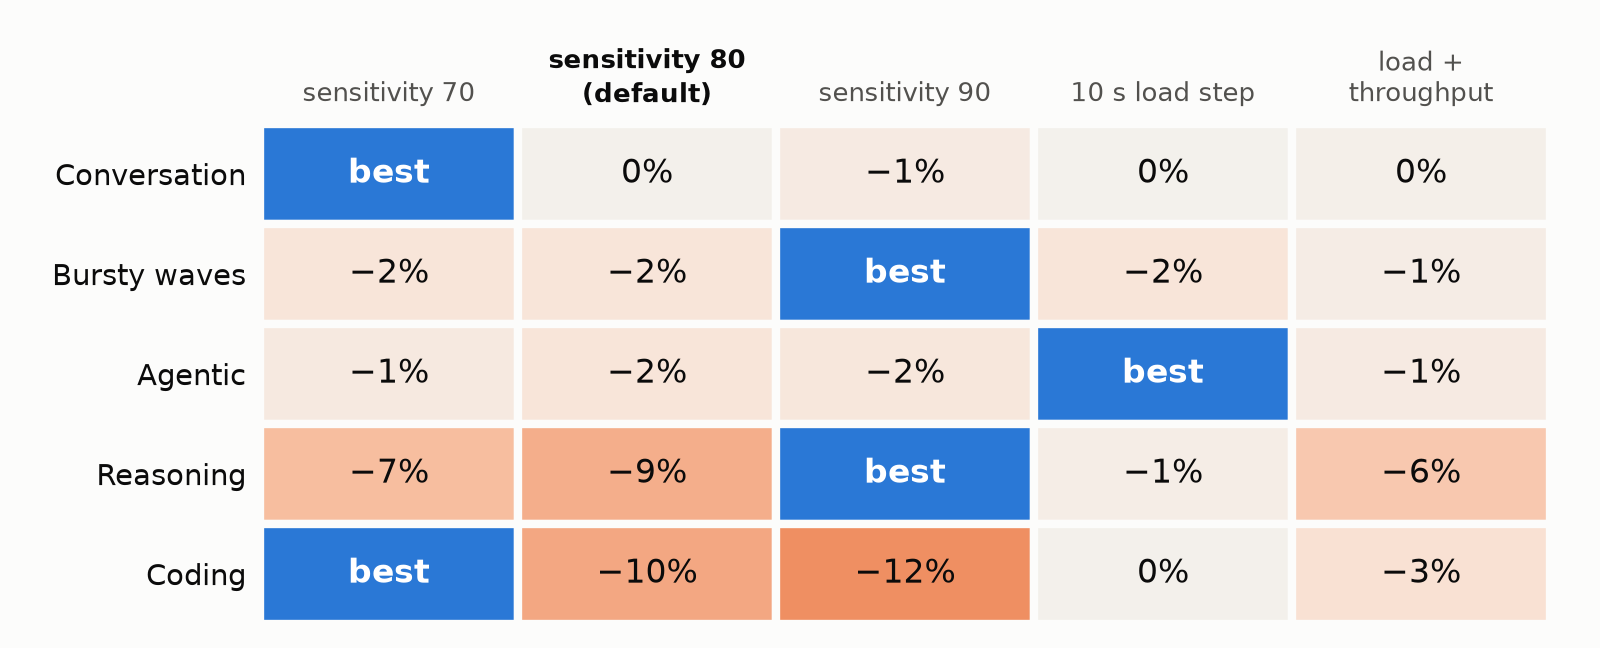 sensitivity 70
sensitivity 80
(default)
sensitivity 90
10 s load step
load +
throughput
Conversation
best
0%
−1%
0%
0%
Bursty waves
−2%
−2%
best
−2%
−1%
Agentic
−1%
−2%
−2%
best
−1%
Reasoning
−7%
−9%
best
−1%
−6%
Coding
best
−10%
−12%
0%
−3%